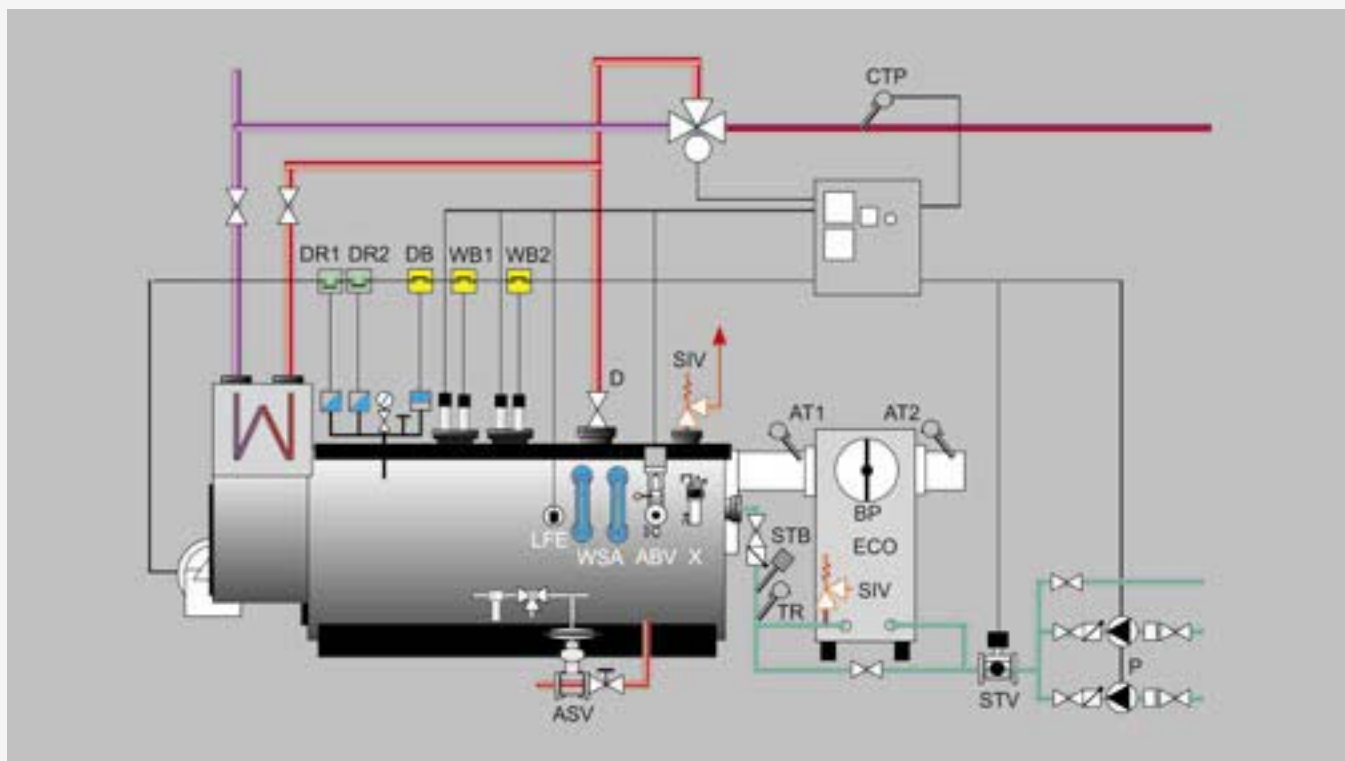 CTP
DR1 DR2 DB WB1 WB2
SIV
D
AT1 AT2
BP
LFE WSA ABV X
STB
ECO
SIV
TR
P
ASV
STV